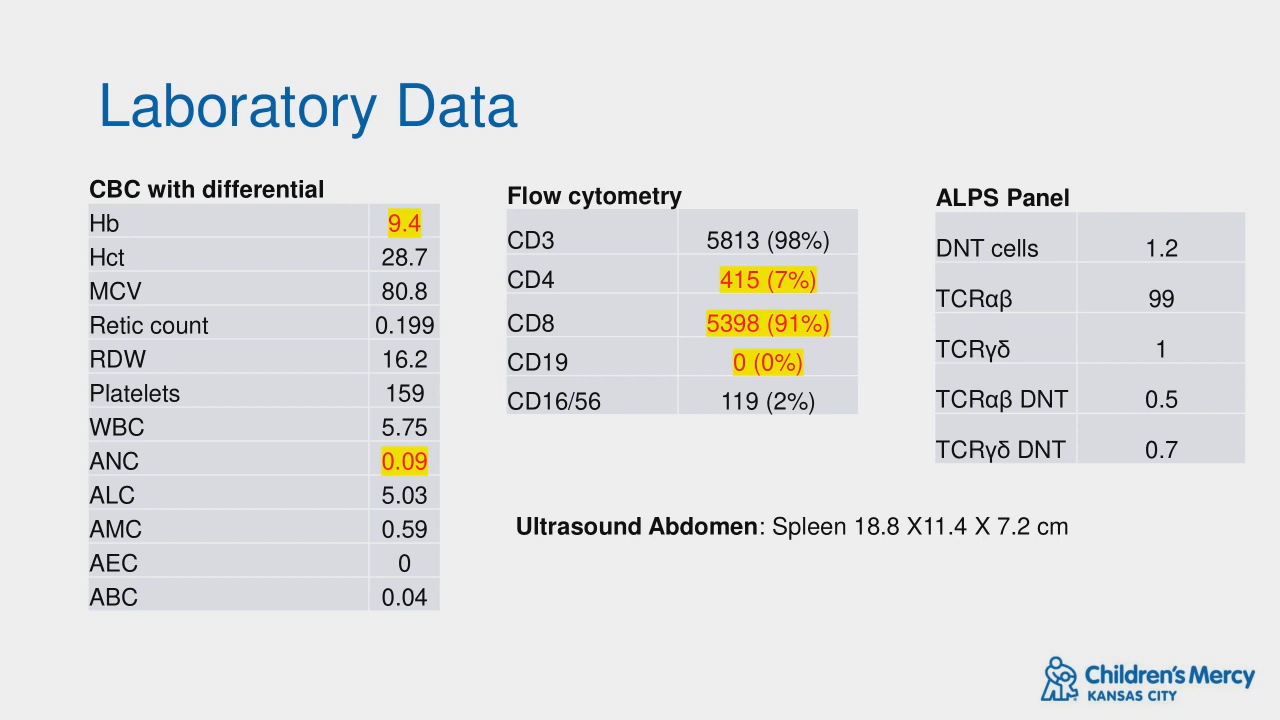 Laboratory Data
CBC with differential
Hb 9.4
Hct 28.7
MCV 80.8
Retic count 0.199
RDW 16.2
Platelets 159
WBC 5.75
ANC 0.09
ALC 5.03
AMC 0.59
AEC 0
ABC 0.04
Flow cytometry
CD3 5813 (98%)
CD4 415 (7%)
CD8 5398 (91%)
CD19 0 (0%)
CD16/56 119 (2%)
ALPS Panel
DNT cells 1.2
TCRαβ 99
TCRγδ 1
TCRαβ DNT 0.5
TCRγδ DNT 0.7
Ultrasound Abdomen: Spleen 18.8 X11.4 X 7.2 cm
Children's Mercy
KANSAS CITY